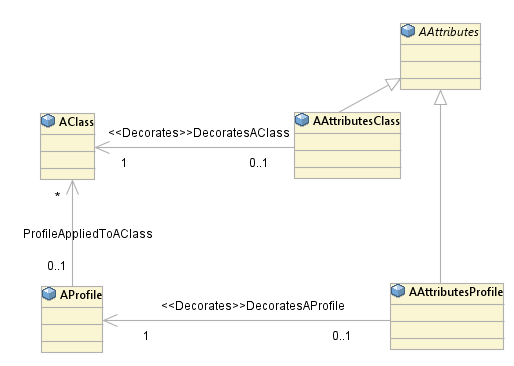 AAttributes
AClass
<<Decorates>>DecoratesAClass
AAttributesClass
1
0..1
*
ProfileAppliedToAClass
0..1
AProfile
<<Decorates>>DecoratesAProfile
AAttributesProfile
1
0..1